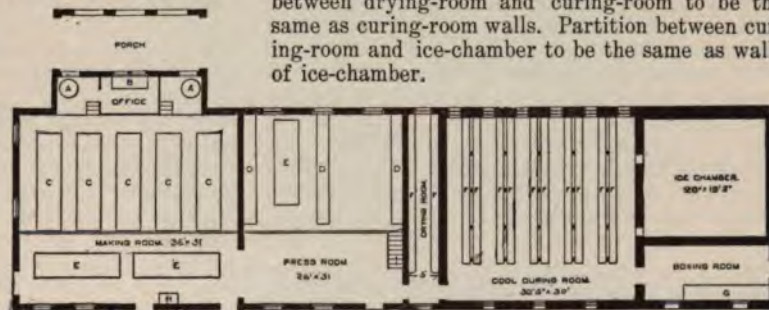 between drying-room and curing-room to be the
same as curing-room walls. Partition between cur-
ing-room and ice-chamber to be the same as walls
of ice-chamber.
PORCH
A
B
A
OFFICE
C
C
C
C
C
D
E
D
D
F
F
DRYING ROOM
F F
F F
F F
F F
F F
ICE CHAMBER
MAKING ROOM 36'×31
E
E
H
PRESS ROOM
26'×31
COOL CURING ROOM
BOXING ROOM
G